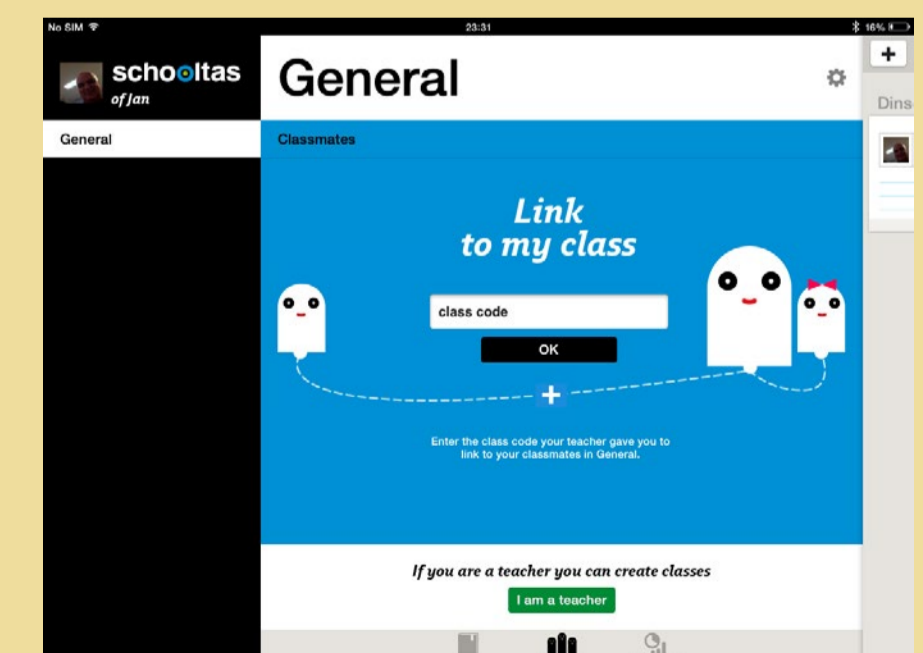 No SIM
23:31
16%
schooltas
of Jan
General
General
Classmates
Link
to my class
class code
OK
Enter the class code your teacher gave you to
link to your classmates in General.
If you are a teacher you can create classes
I am a teacher
+
Dins